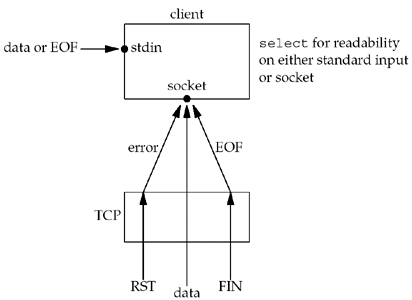 client
data or EOF
stdin
select for readability
on either standard input
or socket
socket
error
EOF
TCP
RST
data
FIN